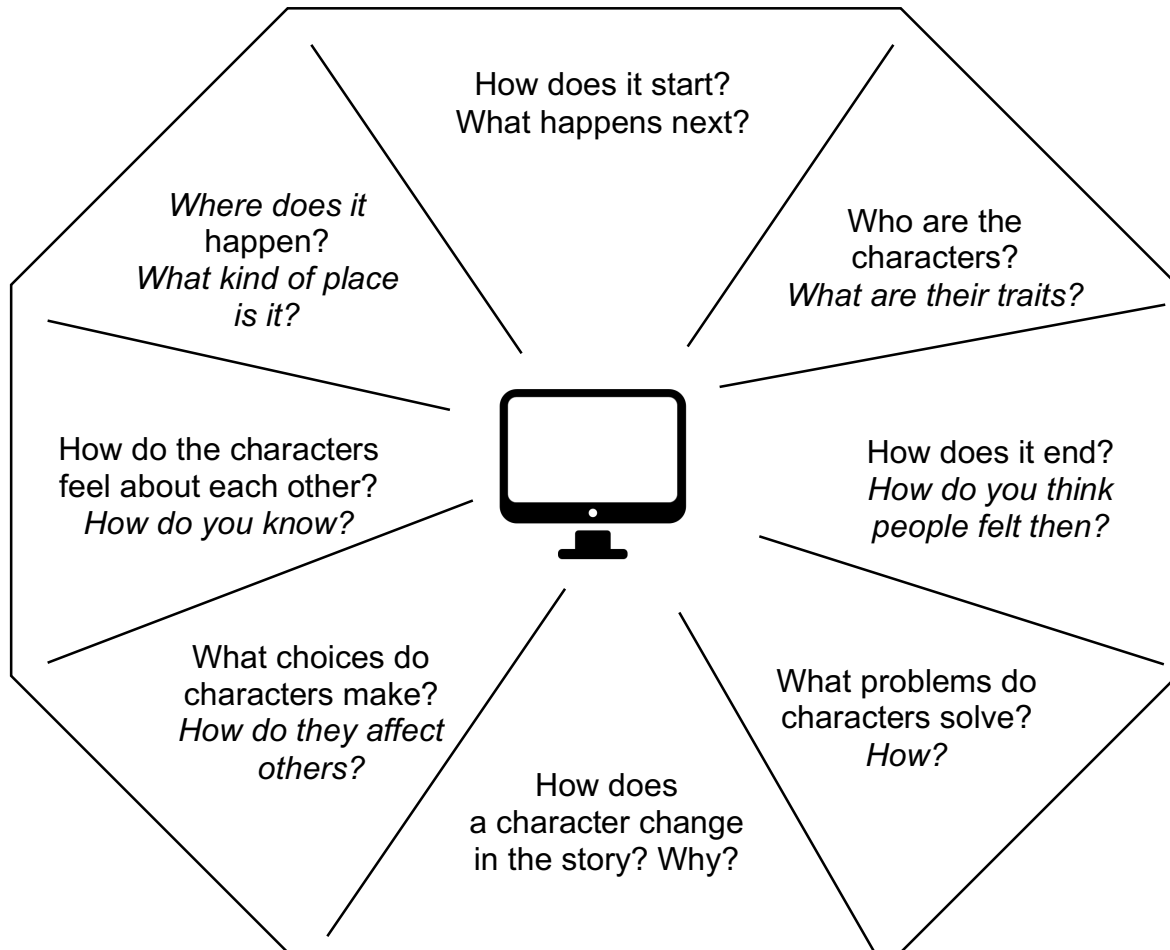 How does it start?
What happens next?
Where does it
happen?
What kind of place
is it?
Who are the
characters?
What are their traits?
How do the characters
feel about each other?
How do you know?
How does it end?
How do you think
people felt then?
What choices do
characters make?
How do they affect
others?
What problems do
characters solve?
How?
How does
a character change
in the story? Why?